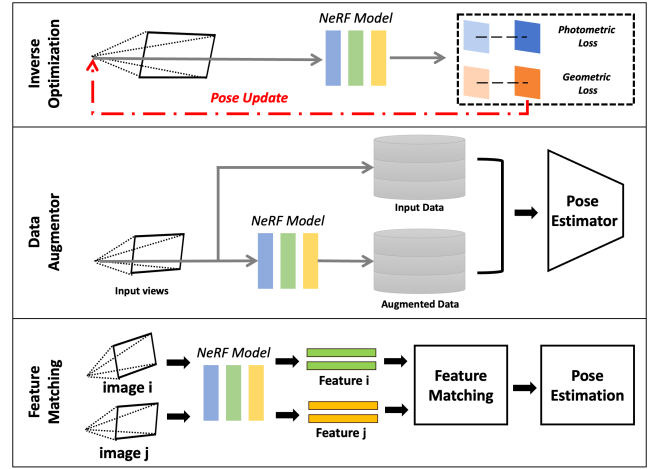 Inverse
Optimization
NeRF Model
Photometric
Loss
Geometric
Loss
Pose Update
Data
Augmentor
Input views
NeRF Model
Input Data
Augmented Data
Pose
Estimator
Feature
Matching
image i
image j
NeRF Model
Feature i
Feature j
Feature
Matching
Pose
Estimation